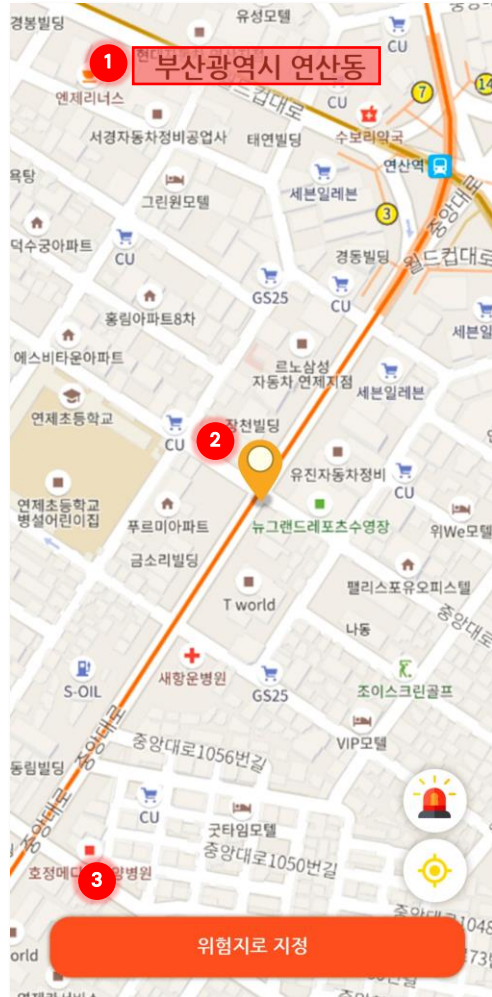 경봉빌딩
유성모텔
CU
1
부산광역시 연산동
엔제리너스
월드컵대로
CU
7
14
서경자동차정비공업사
태연빌딩
수보리약국
연산역
욕탕
그린원모텔
세븐일레븐
3
중앙대로
덕수궁아파트
CU
경동빌딩
월드컵대로
GS25
CU
홍림아파트8차
세븐일
에스비타운아파트
르노삼성
자동차 연제지점
세븐일레븐
연제초등학교
CU
2
장천빌딩
유진자동차정비
CU
연제초등학교
병설어린이집
푸르미아파트
뉴그랜드레포츠수영장
위We모텔
금소리빌딩
T world
팰리스포유오피스텔
나동
중앙대로
S-OIL
새항운병원
GS25
조이스크린골프
중앙대로
VIP모텔
중앙대로1056번길
동림빌딩
CU
굿타임모텔
중앙대로
중앙대로1050번길
호정메디
3
양병원
위험지로 지정
orld